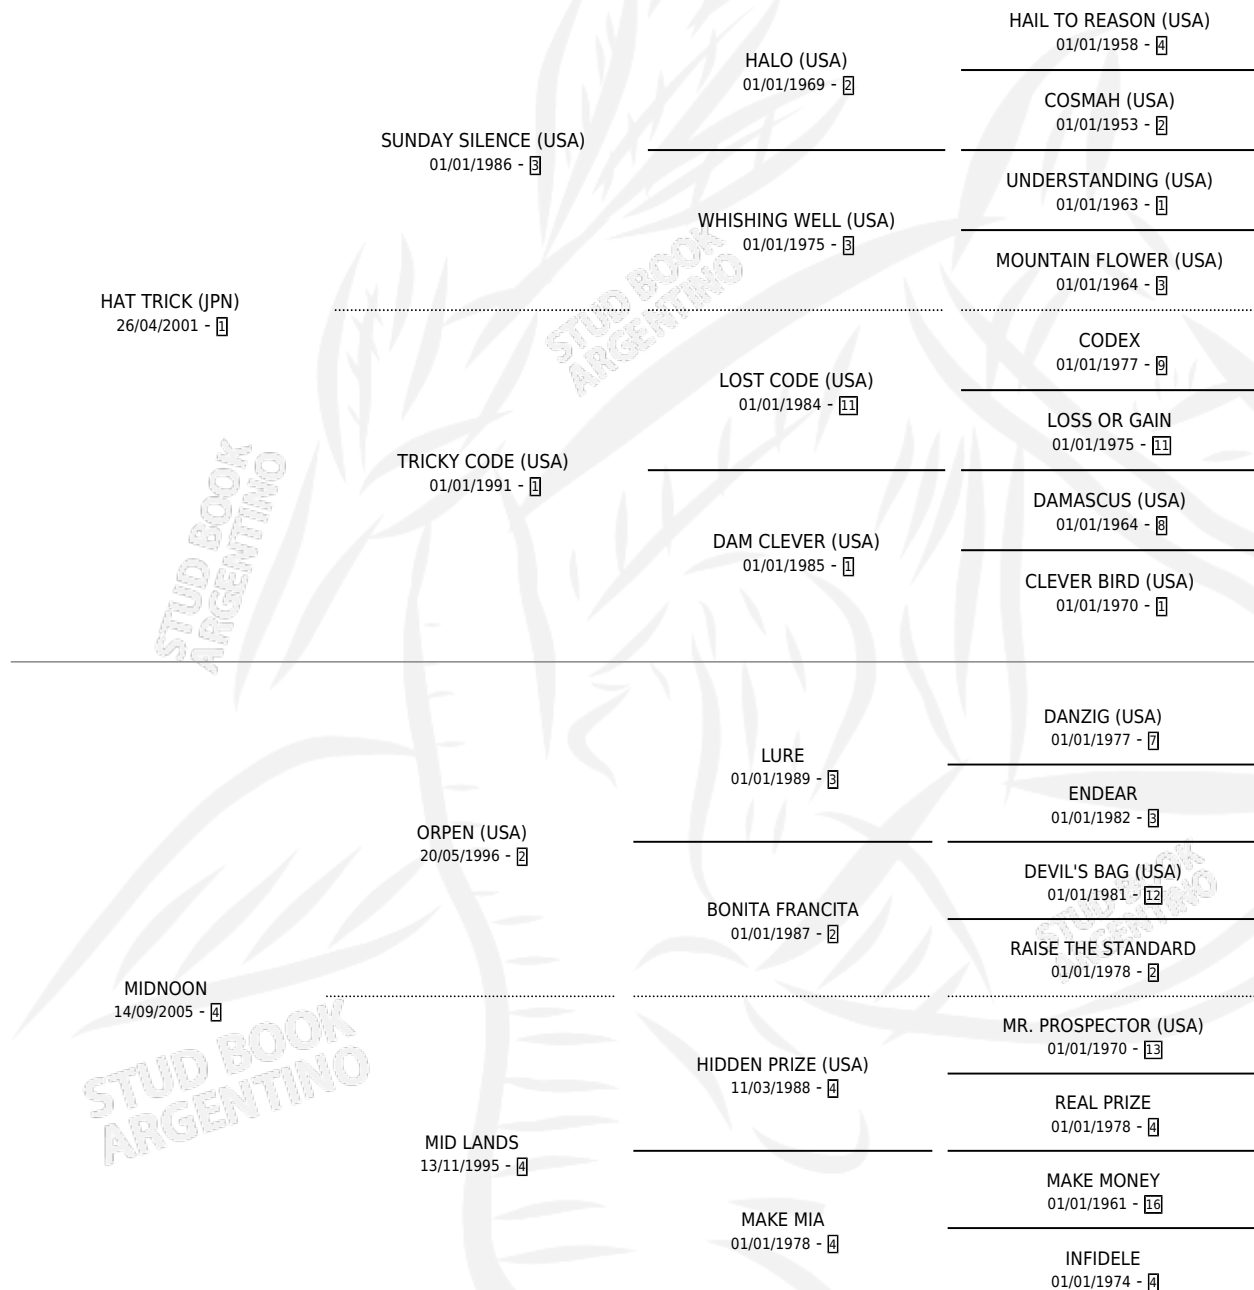 HAIL TO REASON (USA)
01/01/1958 - 4
HALO (USA)
01/01/1969 - 2
COSMAH (USA)
01/01/1953 - 2
SUNDAY SILENCE (USA)
01/01/1986 - 3
UNDERSTANDING (USA)
01/01/1963 - 1
WHISHING WELL (USA)
01/01/1975 - 3
MOUNTAIN FLOWER (USA)
01/01/1964 - 3
HAT TRICK (JPN)
26/04/2001 - 1
CODEX
01/01/1977 - 9
LOST CODE (USA)
01/01/1984 - 11
LOSS OR GAIN
01/01/1975 - 11
TRICKY CODE (USA)
01/01/1991 - 1
DAMASCUS (USA)
01/01/1964 - 8
DAM CLEVER (USA)
01/01/1985 - 1
CLEVER BIRD (USA)
01/01/1970 - 1
DANZIG (USA)
01/01/1977 - 7
LURE
01/01/1989 - 3
ENDEAR
01/01/1982 - 3
ORPEN (USA)
20/05/1996 - 2
DEVIL'S BAG (USA)
01/01/1981 - 12
BONITA FRANCITA
01/01/1987 - 2
RAISE THE STANDARD
01/01/1978 - 2
MIDNOON
14/09/2005 - 4
MR. PROSPECTOR (USA)
01/01/1970 - 13
HIDDEN PRIZE (USA)
11/03/1988 - 4
REAL PRIZE
01/01/1978 - 4
MID LANDS
13/11/1995 - 4
MAKE MONEY
01/01/1961 - 16
MAKE MIA
01/01/1978 - 4
INFIDELE
01/01/1974 - 4
STUD BOOK
ARGENTINO
STUD BOOK
ARGENTINO
STUD BOOK
ARGENTINO
STUD BOOK
ARGENTINO